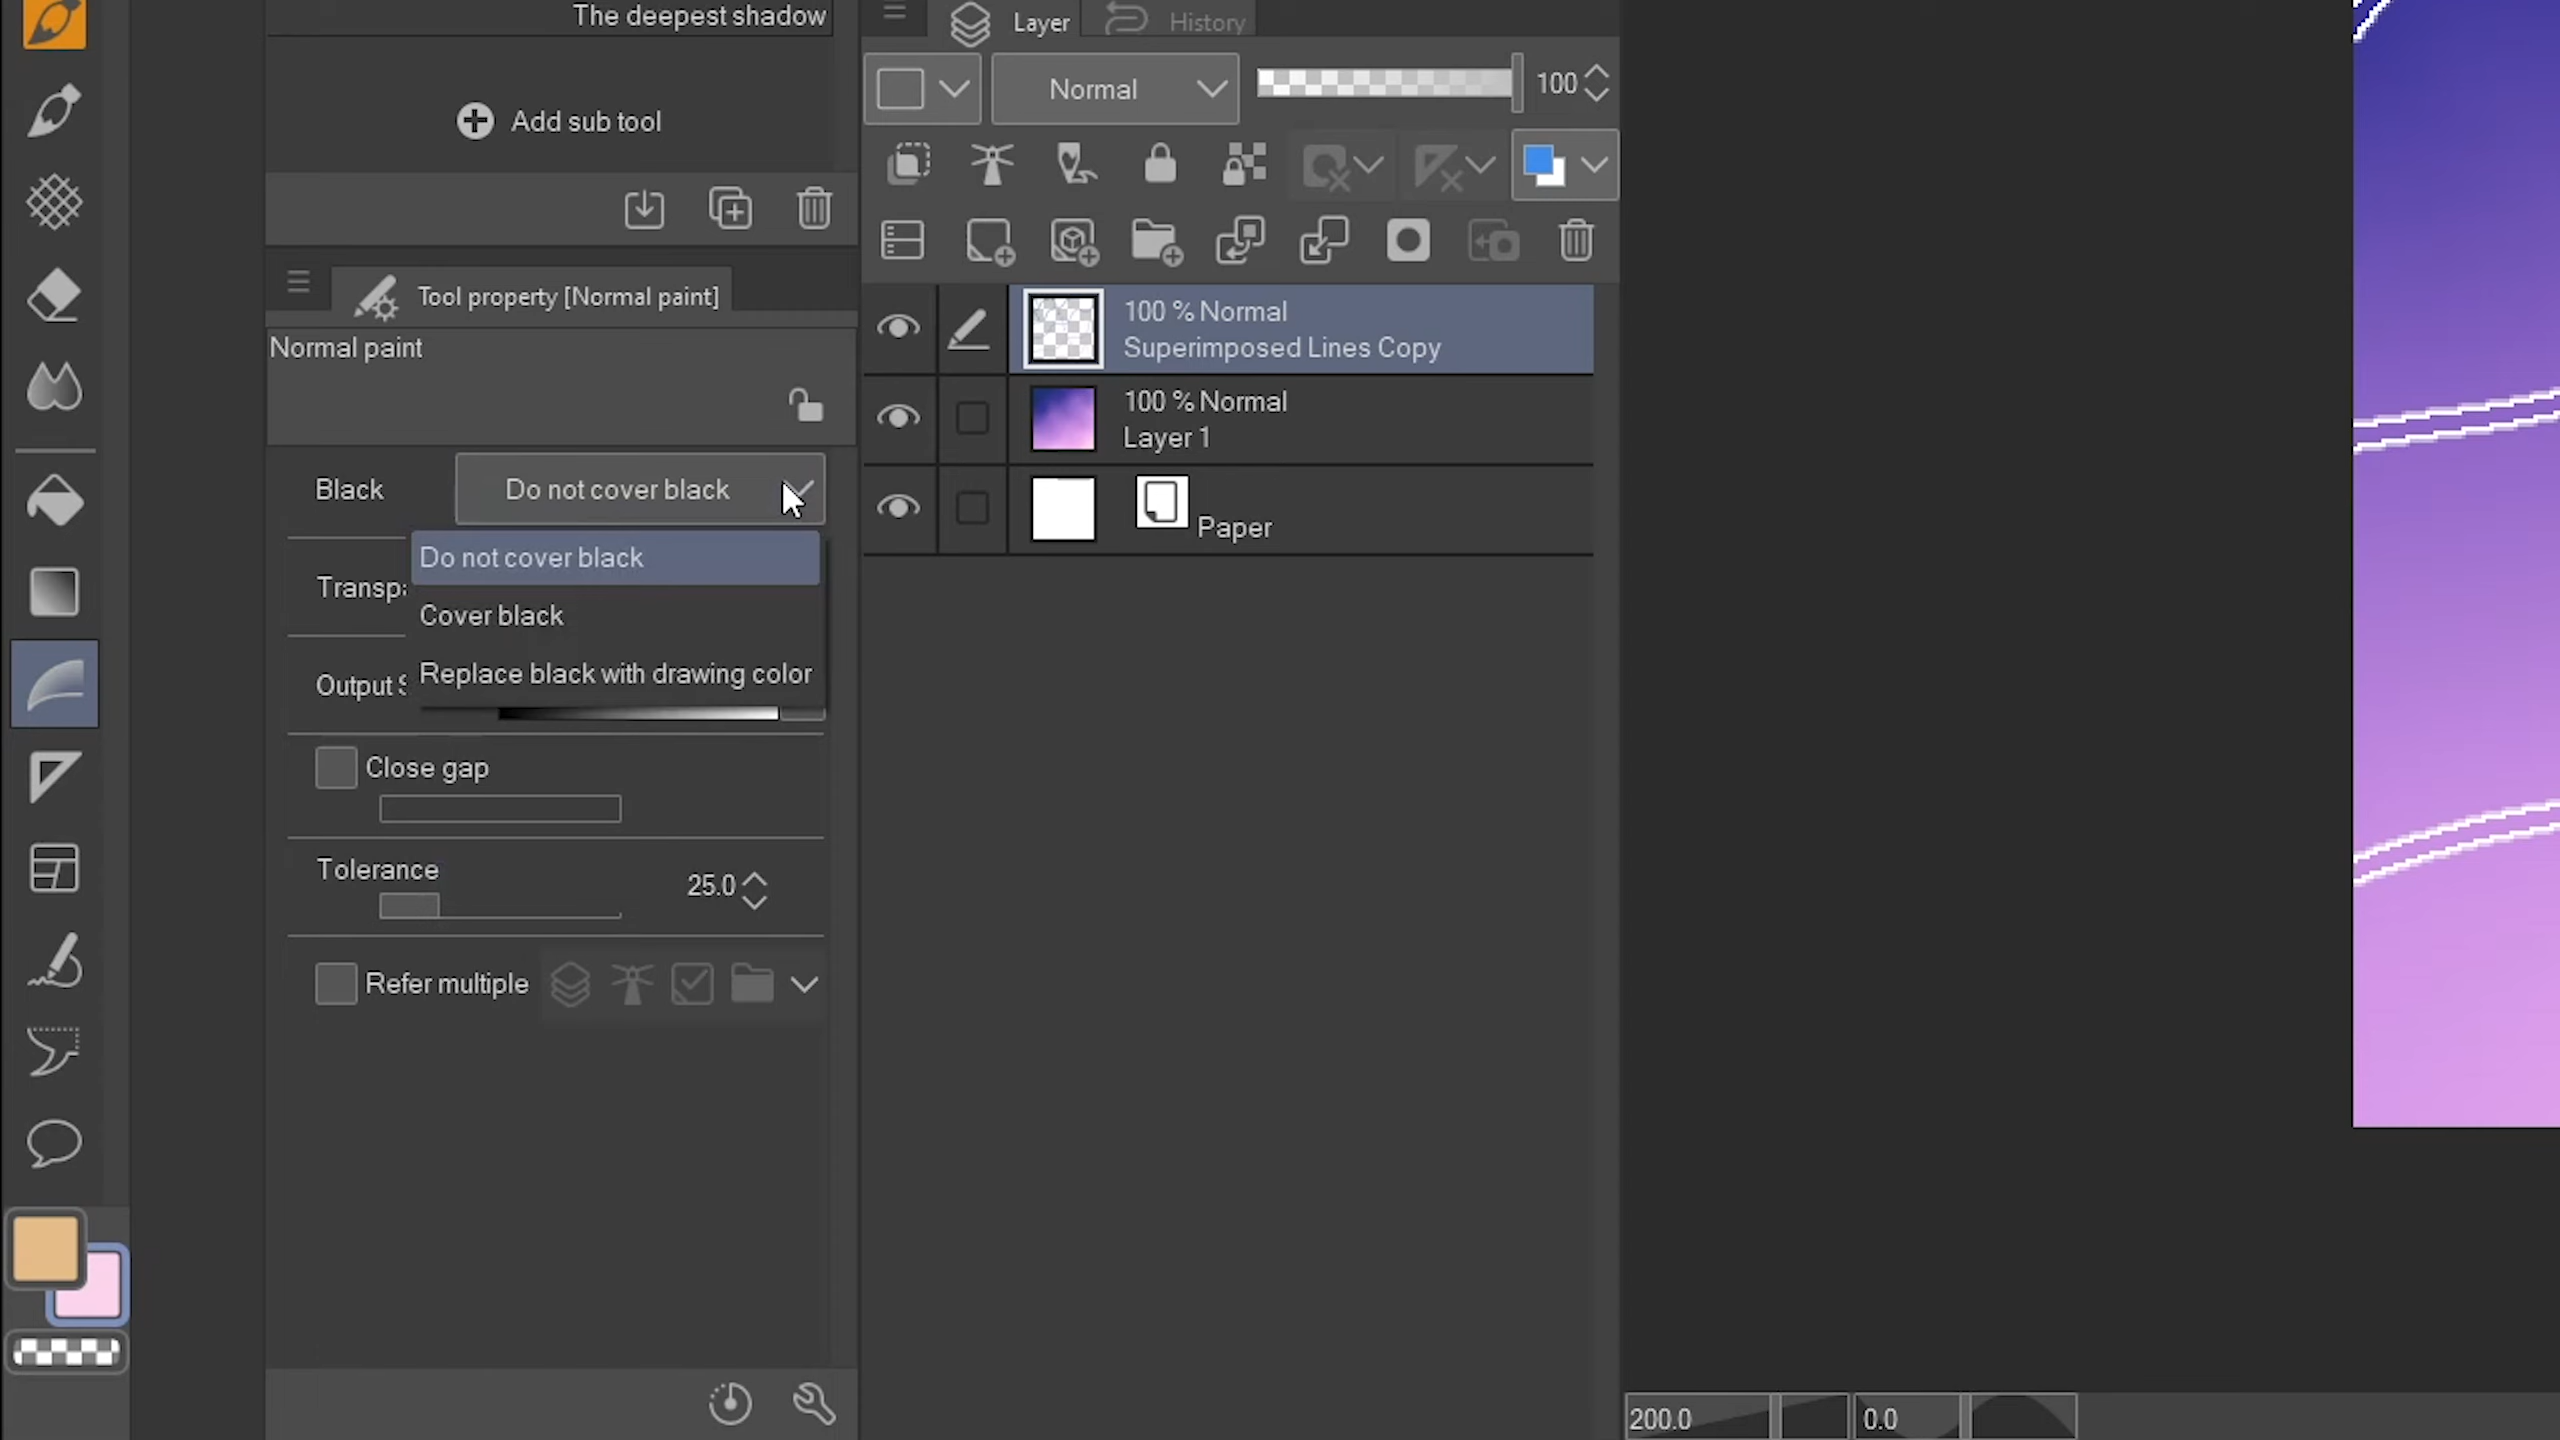 The deepest shadow
Add sub tool
Tool property [Normal paint]
Normal paint
Black
Do not cover black
Do not cover black
Cover black
Replace black with drawing color
Output
Close gap
Tolerance
25.0
Refer multiple
Layer
History
Normal
100
100 % Normal
Superimposed Lines Copy
100 % Normal
Layer 1
Paper
200.0
0.0